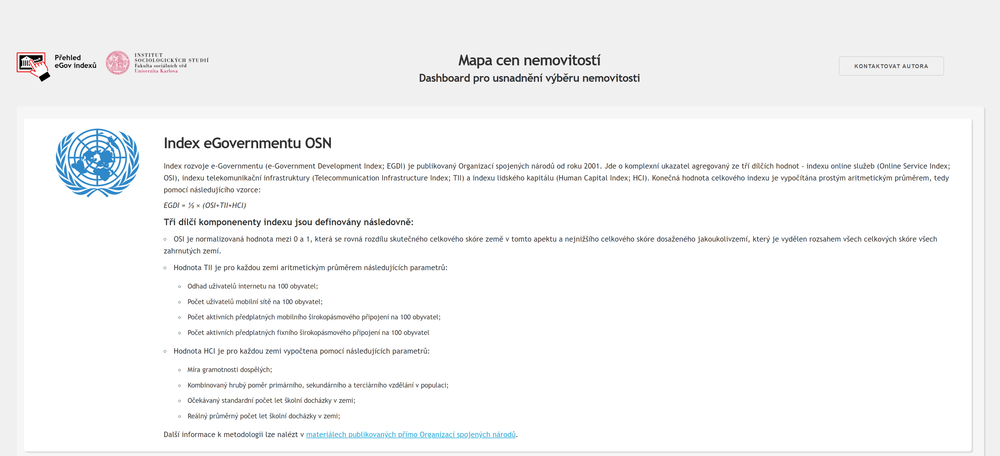 Přehled
eGov indexů
INSTITUT
SOCIOLOGICKÝCH STUDIÍ
Fakulta sociálních věd
Univerzita Karlova
Mapa cen nemovitostí
Dashboard pro usnadnění výběru nemovitosti
KONTAKTOVAT AUTORA
Index eGovernmentu OSN
Index rozvoje e-Governmentu (e-Government Development Index; EGDI) je publikovaný Organizací spojených národů od roku 2001. Jde o komplexní ukazatel agregovaný ze tří dílčích hodnot – indexu online služeb (Online Service Index;
OSI), indexu telekomunikační infrastruktury (Telecommunication Infrastructure Index; TII) a indexu lidského kapitálu (Human Capital Index; HCI). Konečná hodnota celkového indexu je vypočítána prostým aritmetickým průměrem, tedy
pomocí následujícího vzorce:
EGDI = ⅓ × (OSI+TII+HCI)
Tři dílčí komponenenty indexu jsou definovány následovně:
◦ OSI je normalizovaná hodnota mezi 0 a 1, která se rovná rozdílu skutečného celkového skóre země v tomto apektu a nejnižšího celkového skóre dosaženého jakoukolivzemí, který je vydělen rozsahem všech celkových skóre všech
zahrnutých zemí.
◦ Hodnota TII je pro každou zemi aritmetickým průměrem následujících parametrů:
◦ Odhad uživatelů internetu na 100 obyvatel;
◦ Počet uživatelů mobilní sítě na 100 obyvatel;
◦ Počet aktivních předplatných mobilního širokopásmového připojení na 100 obyvatel;
◦ Počet aktivních předplatných fixního širokopásmového připojení na 100 obyvatel
◦ Hodnota HCI je pro každou zemi vypočtena pomocí následujících parametrů:
◦ Míra gramotnosti dospělých;
◦ Kombinovaný hrubý poměr primárního, sekundárního a terciárního vzdělání v populaci;
◦ Očekávaný standardní počet let školní docházky v zemi;
◦ Reálný průměrný počet let školní docházky v zemi;
Další informace k metodologii lze nalézt v materiálech publikovaných přímo Organizací spojených národů.